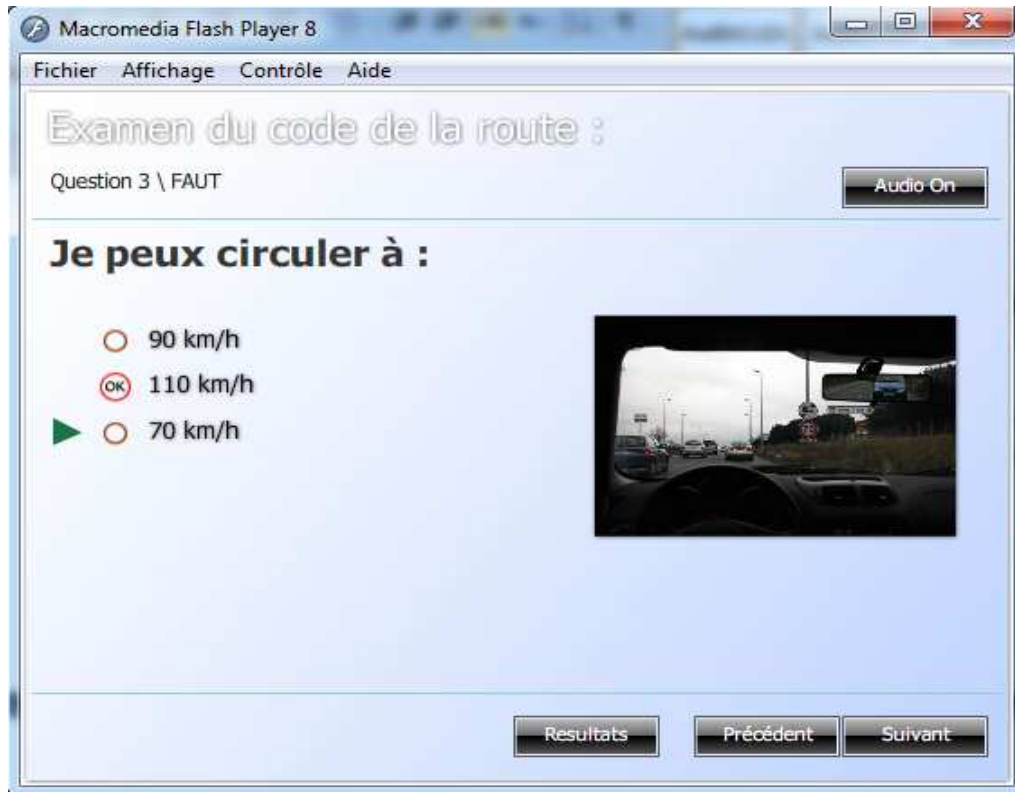 Macromedia Flash Player 8
Fichier Affichage Contrôle Aide
Examen du code de la route :
Question 3 \ FAUT
Audio On
Je peux circuler à :
90 km/h
OK 110 km/h
70 km/h
Resultats
Précédent
Suivant